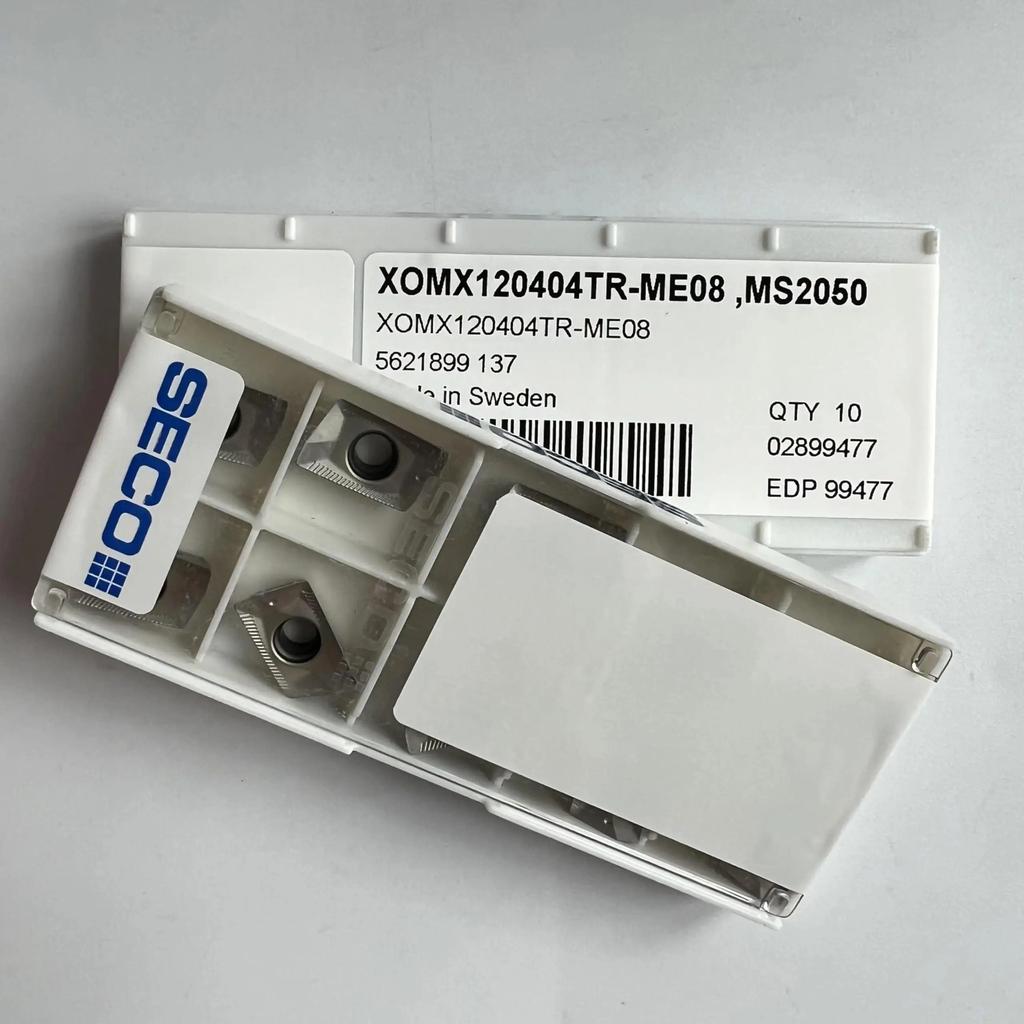 XOMX120404TR-ME08 ,MS2050
XOMX120404TR-ME08
5621899 137
in Sweden
QTY 10
02899477
EDP 99477
SECO